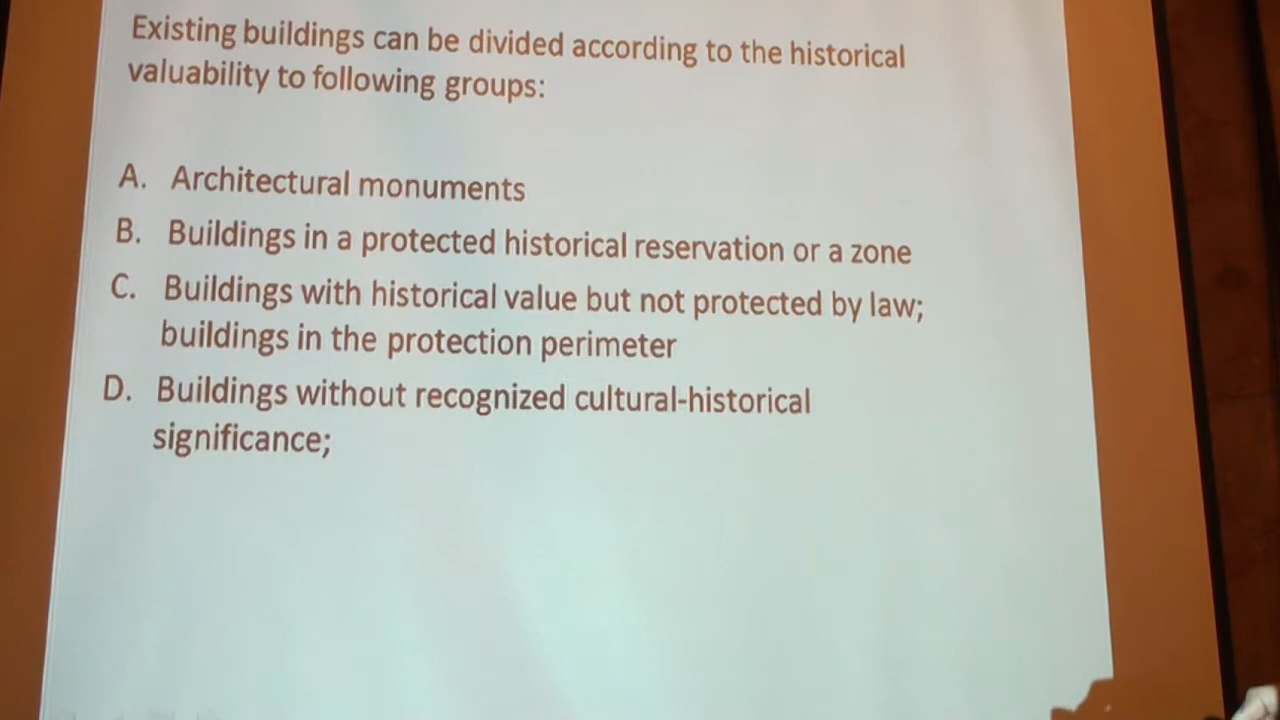 Existing buildings can be divided according to the historical
valuability to following groups:
A. Architectural monuments
B. Buildings in a protected historical reservation or a zone
C. Buildings with historical value but not protected by law;
buildings in the protection perimeter
D. Buildings without recognized cultural-historical
significance;